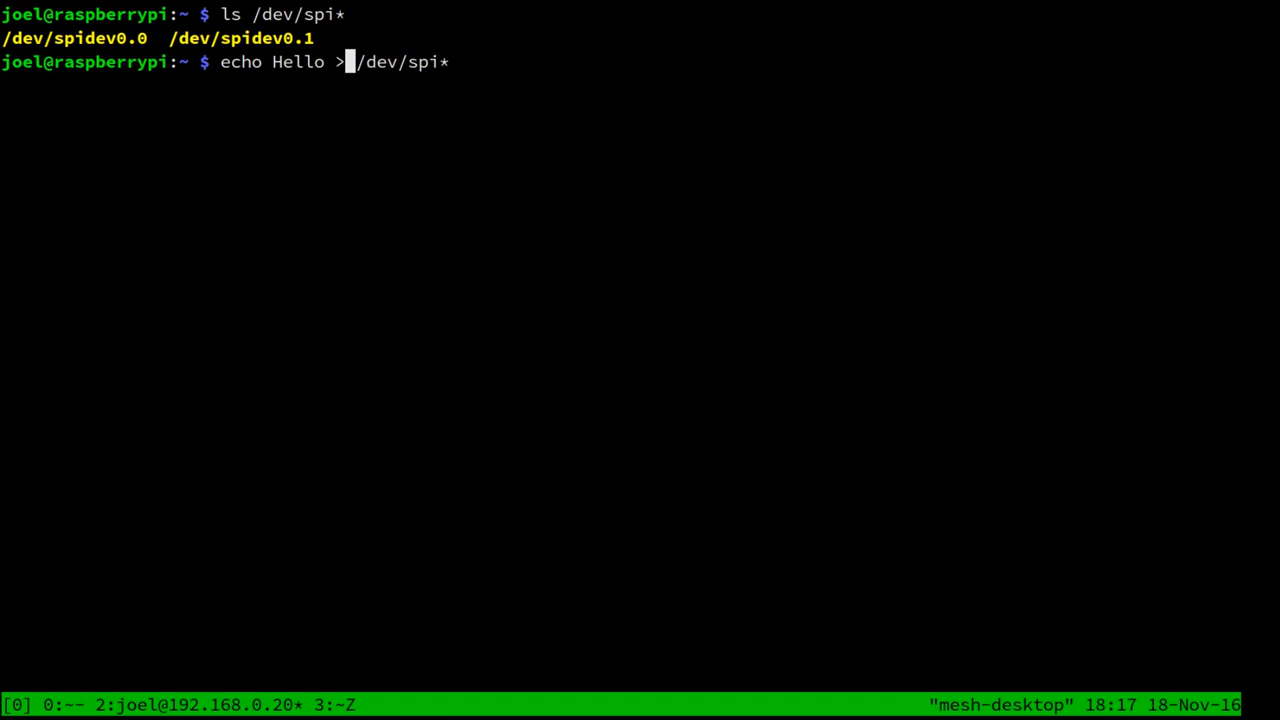 joel@raspberrypi:~ $ ls /dev/spi*
/dev/spidev0.0  /dev/spidev0.1
joel@raspberrypi:~ $ echo Hello > /dev/spi*
[0] 0:~- 2:joel@192.168.0.20* 3:~Z "mesh-desktop" 18:17 18-Nov-16